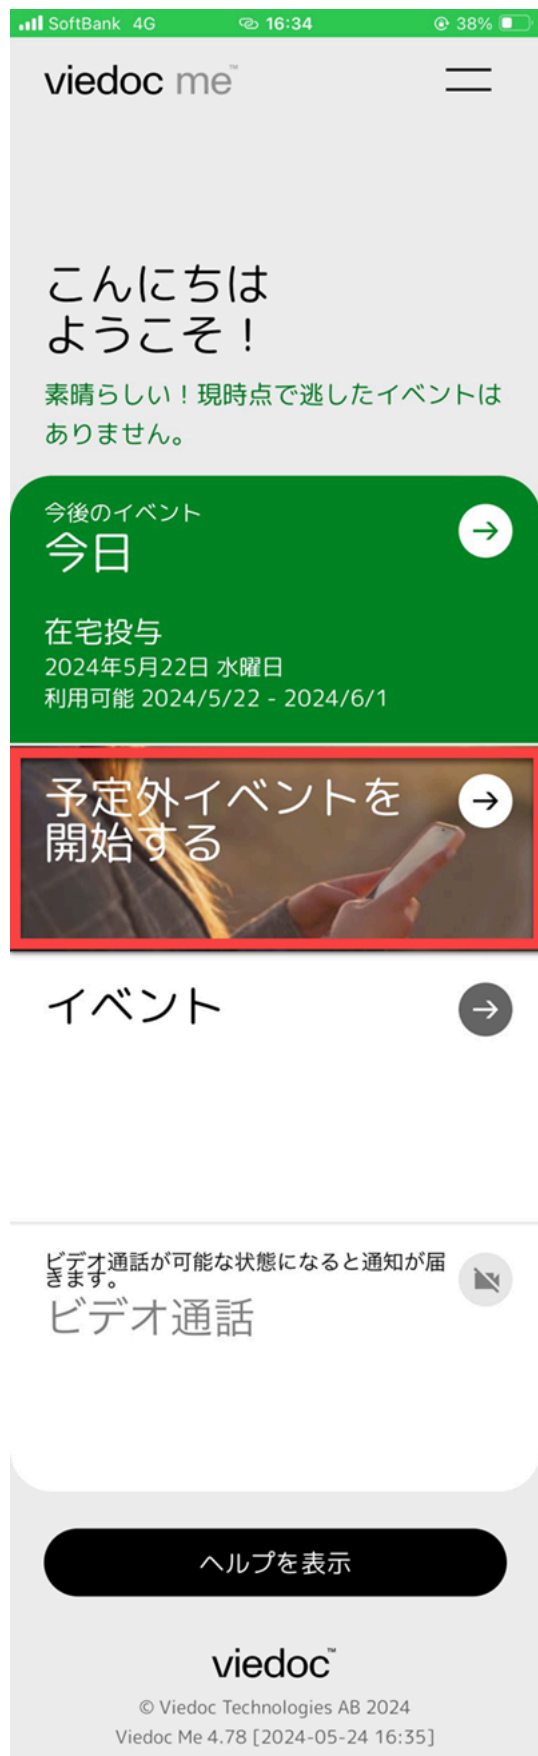 SoftBank 4G 16:34 38%
viedoc me™
こんにちは
ようこそ！
素晴らしい！現時点で逃したイベントは
ありません。
今後のイベント
今日
在宅投与
2024年5月22日 水曜日
利用可能 2024/5/22 - 2024/6/1
予定外イベントを
開始する
イベント
ビデオ通話が可能な状態になると通知が届
きます。
ビデオ通話
ヘルプを表示
viedoc™
© Viedoc Technologies AB 2024
Viedoc Me 4.78 [2024-05-24 16:35]